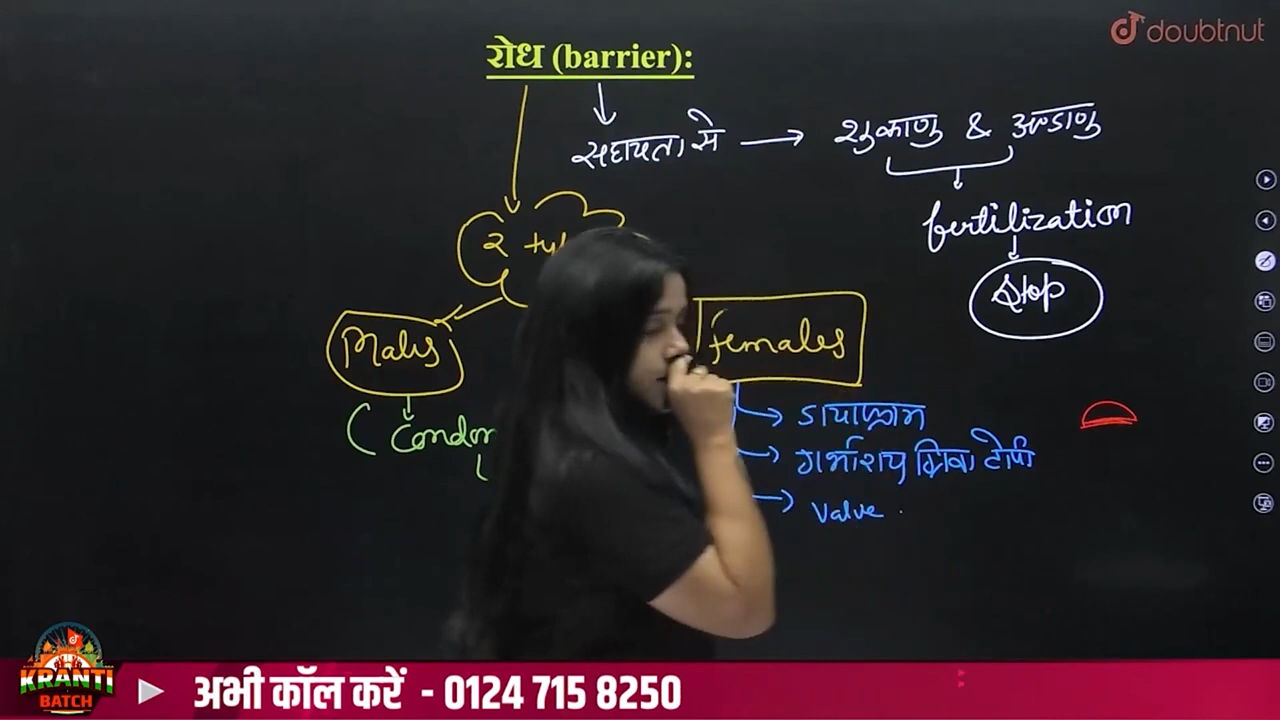 doubtnut
रोध (barrier):
सहायता से → शुक्राणु & अण्डाणु
fertilization
Stop
२
Males
females
Condom
डायाफ्राम
गर्भाशय ग्रिवा टोपी
Valve
KRANTI
BATCH
अभी कॉल करें - 0124 715 8250